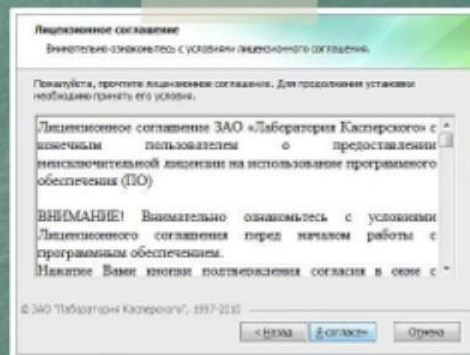 Лицензионное соглашение
Внимательно ознакомьтесь с условиями лицензионного соглашения.
Пожалуйста, прочтите лицензионное соглашение. Для продолжения установки
необходимо принять его условия.
Лицензионное соглашение ЗАО «Лаборатория Касперского» с
конечным пользователем о предоставлении
неисключительной лицензии на использование программного
обеспечения (ПО)
ВНИМАНИЕ! Внимательно ознакомьтесь с условиями
Лицензионного соглашения перед началом работы с
программным обеспечением.
Нажатие Вами кнопки подтверждения согласия в окне с
© ЗАО "Лаборатория Касперского", 1997-2010
< Назад
Я согласен
Отмена